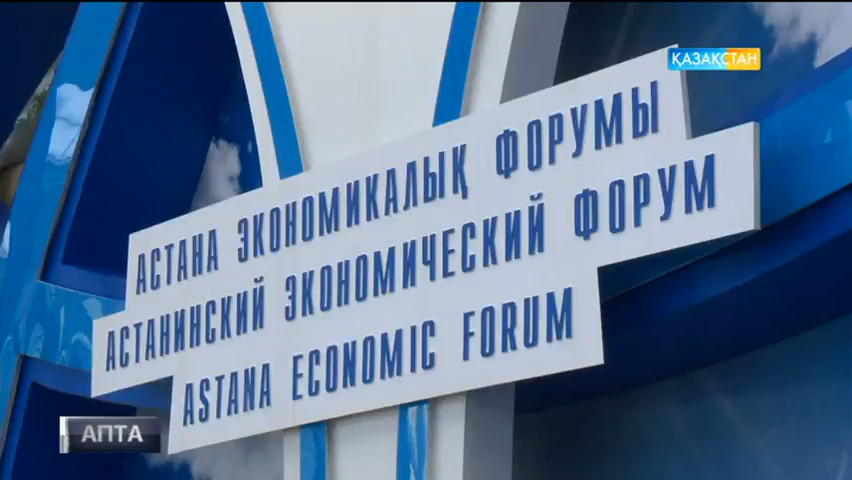 ҚАЗАҚСТАН
АСТАНА ЭКОНОМИКАЛЫҚ ФОРУМЫ
АСТАНИНСКИЙ ЭКОНОМИЧЕСКИЙ ФОРУМ
ASTANA ECONOMIC FORUM
АПТА